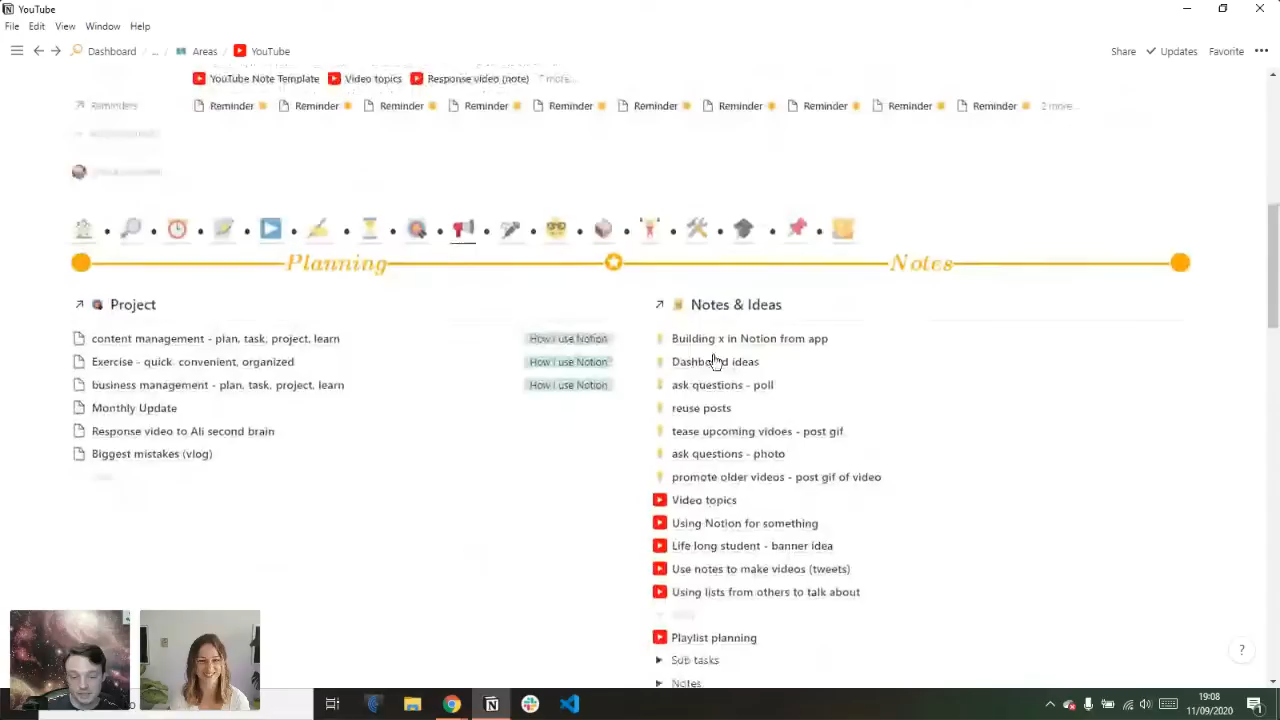 YouTube
File Edit View Window Help
Dashboard / ... / Areas / YouTube Share Updates Favorite
YouTube Note Template Video topics Response video (note) 7 more...
Reminders Reminder Reminder Reminder Reminder Reminder Reminder Reminder Reminder Reminder Reminder 2 more...
Planning Notes
Project
content management - plan, task, project, learn How I use Notion
Exercise - quick, convenient, organized How I use Notion
business management - plan, task, project, learn How I use Notion
Monthly Update
Response video to Ali second brain
Biggest mistakes (vlog)
Notes & Ideas
Building x in Notion from app
Dashboard ideas
ask questions - poll
reuse posts
tease upcoming vidoes - post gif
ask questions - photo
promote older videos - post gif of video
Video topics
Using Notion for something
Life long student - banner idea
Use notes to make videos (tweets)
Using lists from others to talk about
Playlist planning
Sub tasks
Notes
?
19:08
11/09/2020